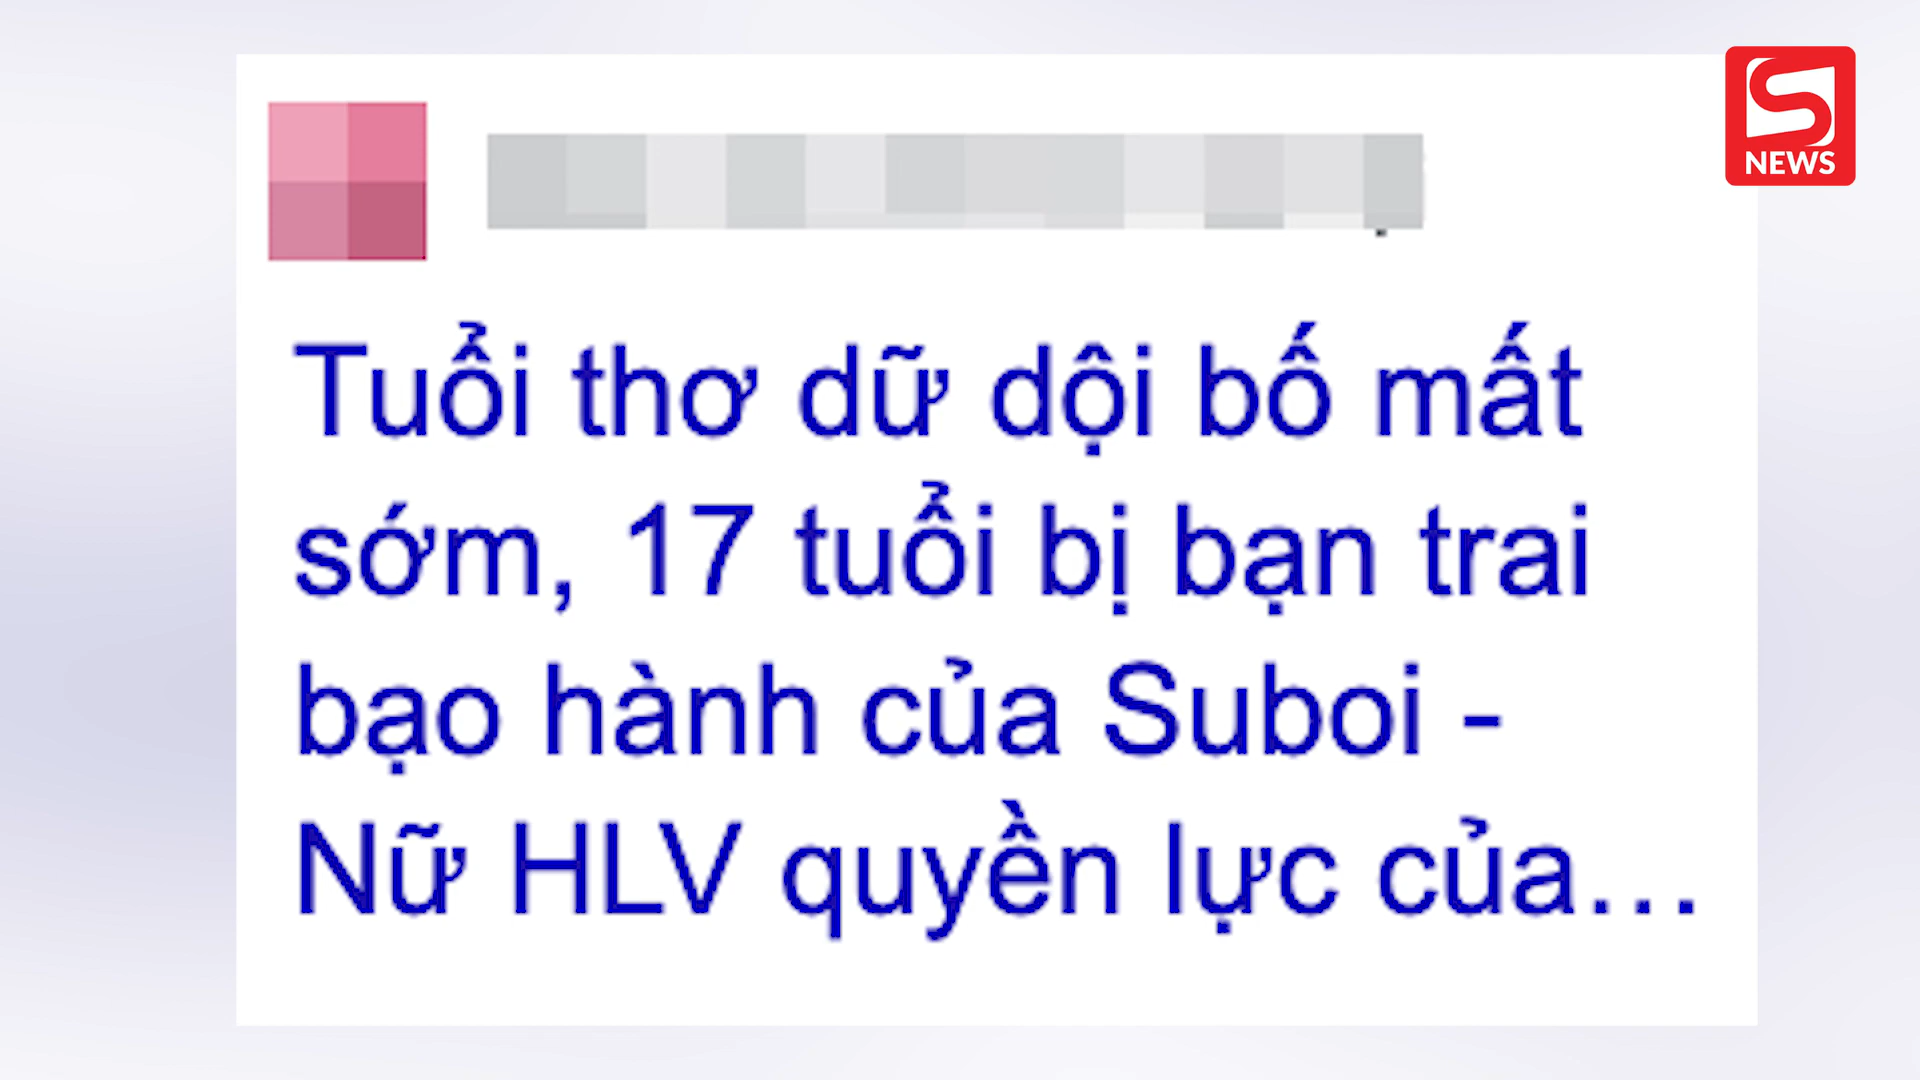 S
NEWS
Tuổi thơ dữ dội bố mất
sớm, 17 tuổi bị bạn trai
bạo hành của Suboi -
Nữ HLV quyền lực của...